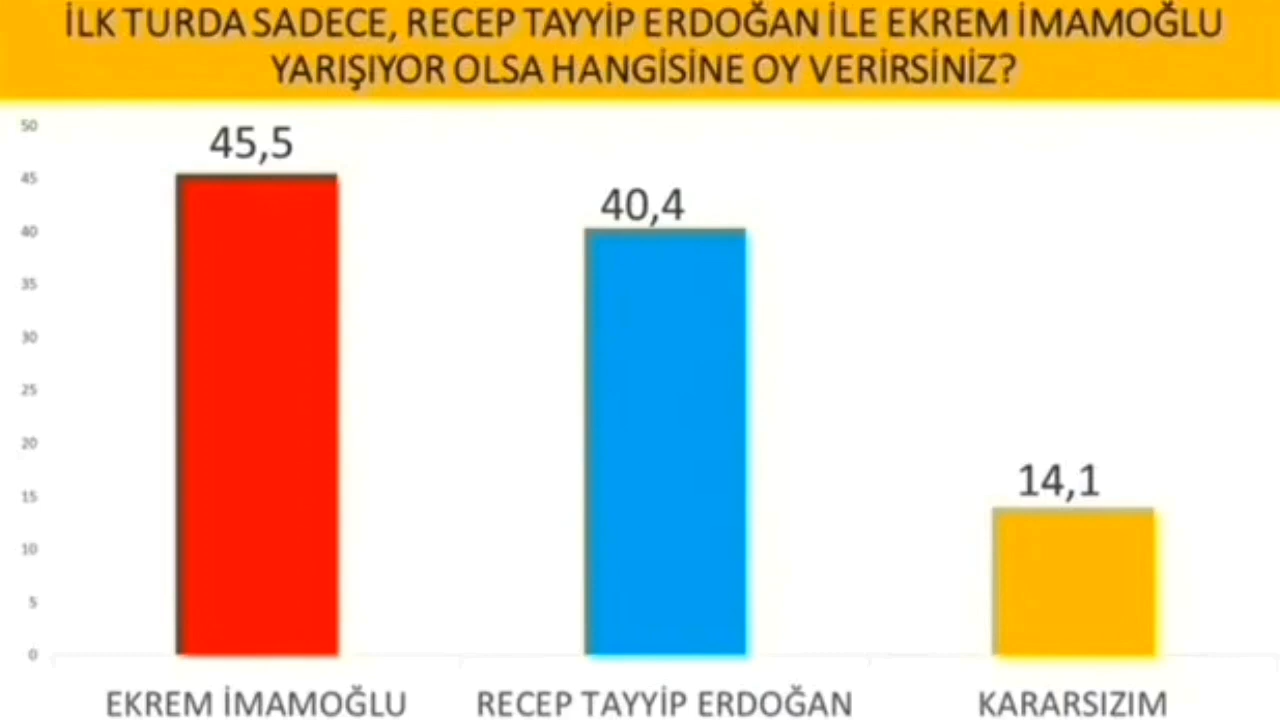 İLK TURDA SADECE, RECEP TAYYİP ERDOĞAN İLE EKREM İMAMOĞLU
YARIŞIYOR OLSA HANGİSİNE OY VERİRSİNİZ?
50
45
40
35
30
25
20
15
10
5
0
45,5
40,4
14,1
EKREM İMAMOĞLU
RECEP TAYYİP ERDOĞAN
KARARSIZIM